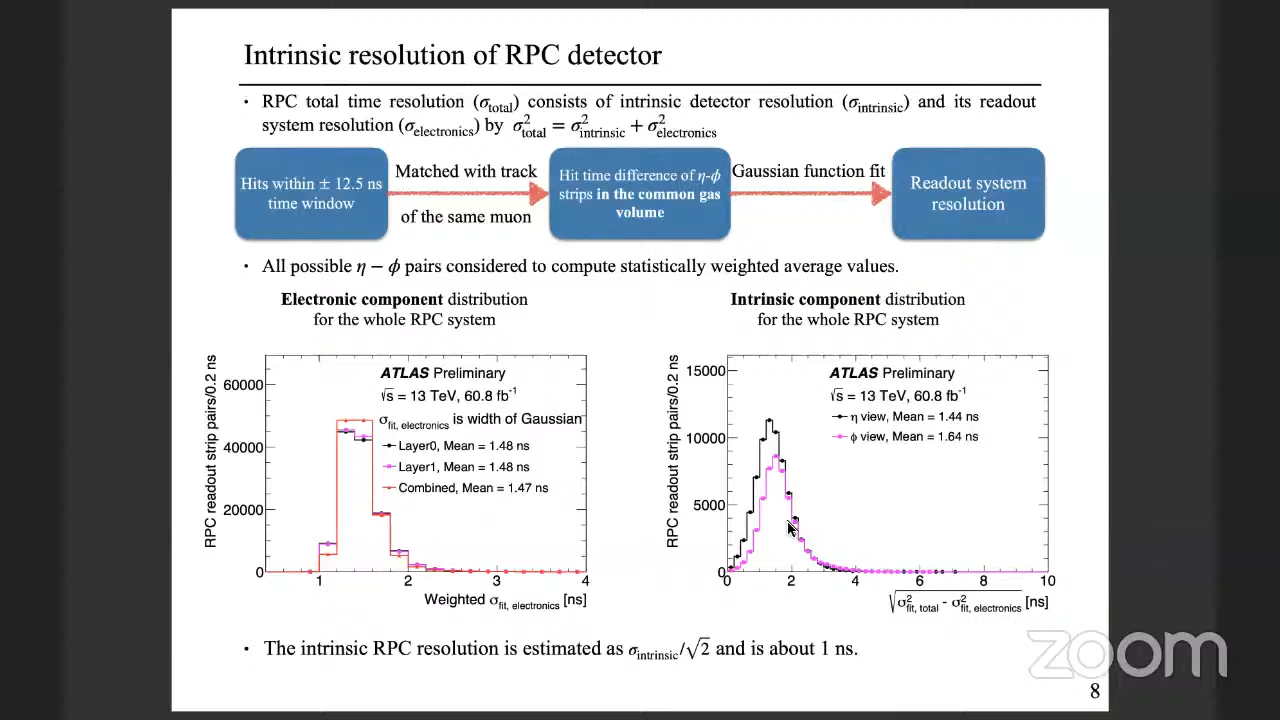 Intrinsic resolution of RPC detector
• RPC total time resolution (σ_total) consists of intrinsic detector resolution (σ_intrinsic) and its readout
system resolution (σ_electronics) by σ²_total = σ²_intrinsic + σ²_electronics
Hits within ± 12.5 ns
time window
Matched with track
of the same muon
Hit time difference of η-ϕ
strips in the common gas
volume
Gaussian function fit
Readout system
resolution
• All possible η − ϕ pairs considered to compute statistically weighted average values.
Electronic component distribution
for the whole RPC system
RPC readout strip pairs/0.2 ns
60000
40000
20000
0
ATLAS Preliminary
√s = 13 TeV, 60.8 fb⁻¹
σ_fit, electronics is width of Gaussian
Layer0, Mean = 1.48 ns
Layer1, Mean = 1.48 ns
Combined, Mean = 1.47 ns
1 2 3 4
Weighted σ_fit, electronics [ns]
Intrinsic component distribution
for the whole RPC system
RPC readout strip pairs/0.2 ns
15000
10000
5000
0
ATLAS Preliminary
√s = 13 TeV, 60.8 fb⁻¹
η view, Mean = 1.44 ns
ϕ view, Mean = 1.64 ns
0 2 4 6 8 10
√(σ²_fit, total - σ²_fit, electronics) [ns]
• The intrinsic RPC resolution is estimated as σ_intrinsic/√2 and is about 1 ns.
zoom
8